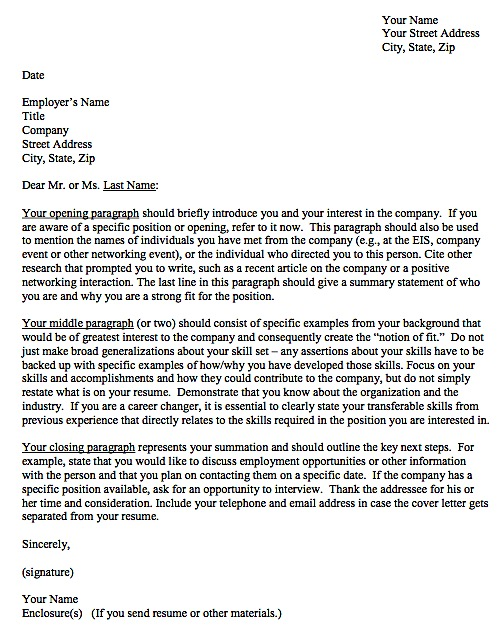 Your Name
Your Street Address
City, State, Zip
Date
Employer's Name
Title
Company
Street Address
City, State, Zip
Dear Mr. or Ms. Last Name:
Your opening paragraph should briefly introduce you and your interest in the company.  If you
are aware of a specific position or opening, refer to it now.  This paragraph should also be used
to mention the names of individuals you have met from the company (e.g., at the EIS, company
event or other networking event), or the individual who directed you to this person. Cite other
research that prompted you to write, such as a recent article on the company or a positive
networking interaction. The last line in this paragraph should give a summary statement of who
you are and why you are a strong fit for the position.
Your middle paragraph (or two) should consist of specific examples from your background that
would be of greatest interest to the company and consequently create the “notion of fit.”  Do not
just make broad generalizations about your skill set – any assertions about your skills have to be
backed up with specific examples of how/why you have developed those skills. Focus on your
skills and accomplishments and how they could contribute to the company, but do not simply
restate what is on your resume.  Demonstrate that you know about the organization and the
industry.  If you are a career changer, it is essential to clearly state your transferable skills from
previous experience that directly relates to the skills required in the position you are interested in.
Your closing paragraph represents your summation and should outline the key next steps.  For
example, state that you would like to discuss employment opportunities or other information
with the person and that you plan on contacting them on a specific date.  If the company has a
specific position available, ask for an opportunity to interview.  Thank the addressee for his or
her time and consideration. Include your telephone and email address in case the cover letter gets
separated from your resume.
Sincerely,
(signature)
Your Name
Enclosure(s)   (If you send resume or other materials.)